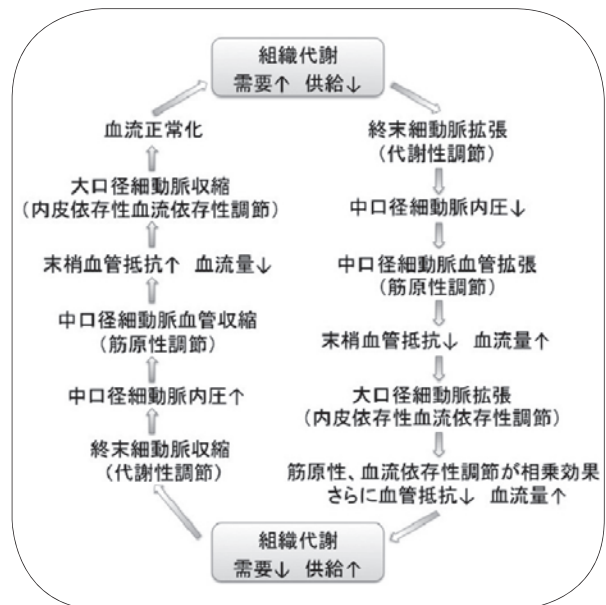 組織代謝
需要↑ 供給↓
終末細動脈拡張
(代謝性調節)
中口径細動脈内圧↓
中口径細動脈血管拡張
(筋原性調節)
末梢血管抵抗↓ 血流量↑
大口径細動脈拡張
(内皮依存性血流依存性調節)
筋原性、血流依存性調節が相乗効果
さらに血管抵抗↓ 血流量↑
組織代謝
需要↓ 供給↑
終末細動脈収縮
(代謝性調節)
中口径細動脈内圧↑
中口径細動脈血管収縮
(筋原性調節)
末梢血管抵抗↑ 血流量↓
大口径細動脈収縮
(内皮依存性血流依存性調節)
血流正常化